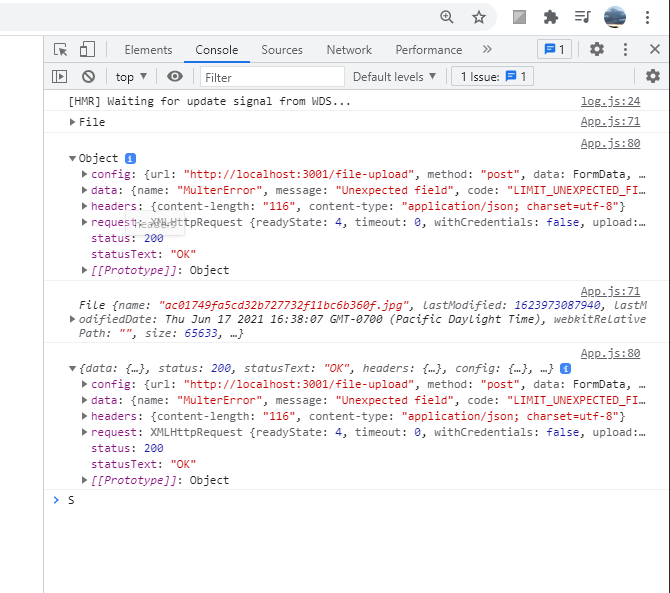 Elements Console Sources Network Performance » 1
top ▼ Filter Default levels ▼ 1 Issue: 1
[HMR] Waiting for update signal from WDS... log.js:24
▶File App.js:71
App.js:80
▼Object i
▶config: {url: "http://localhost:3001/file-upload", method: "post", data: FormData, …
▶data: {name: "MulterError", message: "Unexpected field", code: "LIMIT_UNEXPECTED_FI…
▶headers: {content-length: "116", content-type: "application/json; charset=utf-8"}
▶request: XMLHttpRequest {readyState: 4, timeout: 0, withCredentials: false, upload:…
headers
status: 200
statusText: "OK"
▶[[Prototype]]: Object
App.js:71
File {name: "ac01749fa5cd32b727732f11bc6b360f.jpg", lastModified: 1623973087940, lastM
▶odifiedDate: Thu Jun 17 2021 16:38:07 GMT-0700 (Pacific Daylight Time), webkitRelative
Path: "", size: 65633, …}
App.js:80
▼{data: {…}, status: 200, statusText: "OK", headers: {…}, config: {…}, …} i
▶config: {url: "http://localhost:3001/file-upload", method: "post", data: FormData, …
▶data: {name: "MulterError", message: "Unexpected field", code: "LIMIT_UNEXPECTED_FI…
▶headers: {content-length: "116", content-type: "application/json; charset=utf-8"}
▶request: XMLHttpRequest {readyState: 4, timeout: 0, withCredentials: false, upload:…
status: 200
statusText: "OK"
▶[[Prototype]]: Object
> S